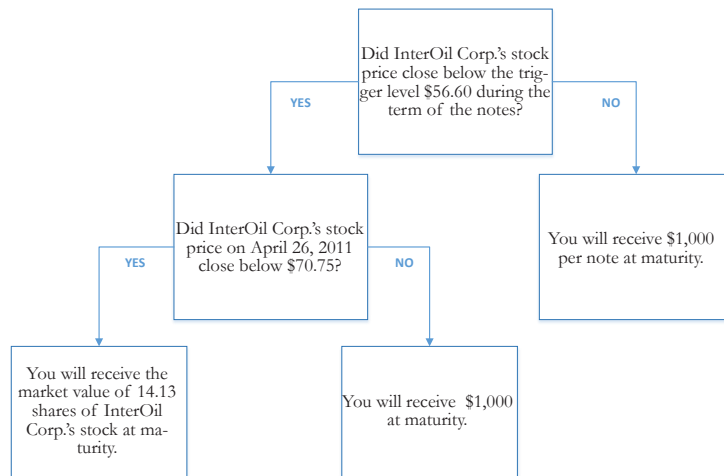 Did InterOil Corp.'s stock
price close below the trig-
ger level $56.60 during the
term of the notes?
YES
NO
Did InterOil Corp.'s stock
price on April 26, 2011
close below $70.75?
You will receive $1,000
per note at maturity.
YES
NO
You will receive the
market value of 14.13
shares of InterOil
Corp.'s stock at ma-
turity.
You will receive  $1,000
at maturity.